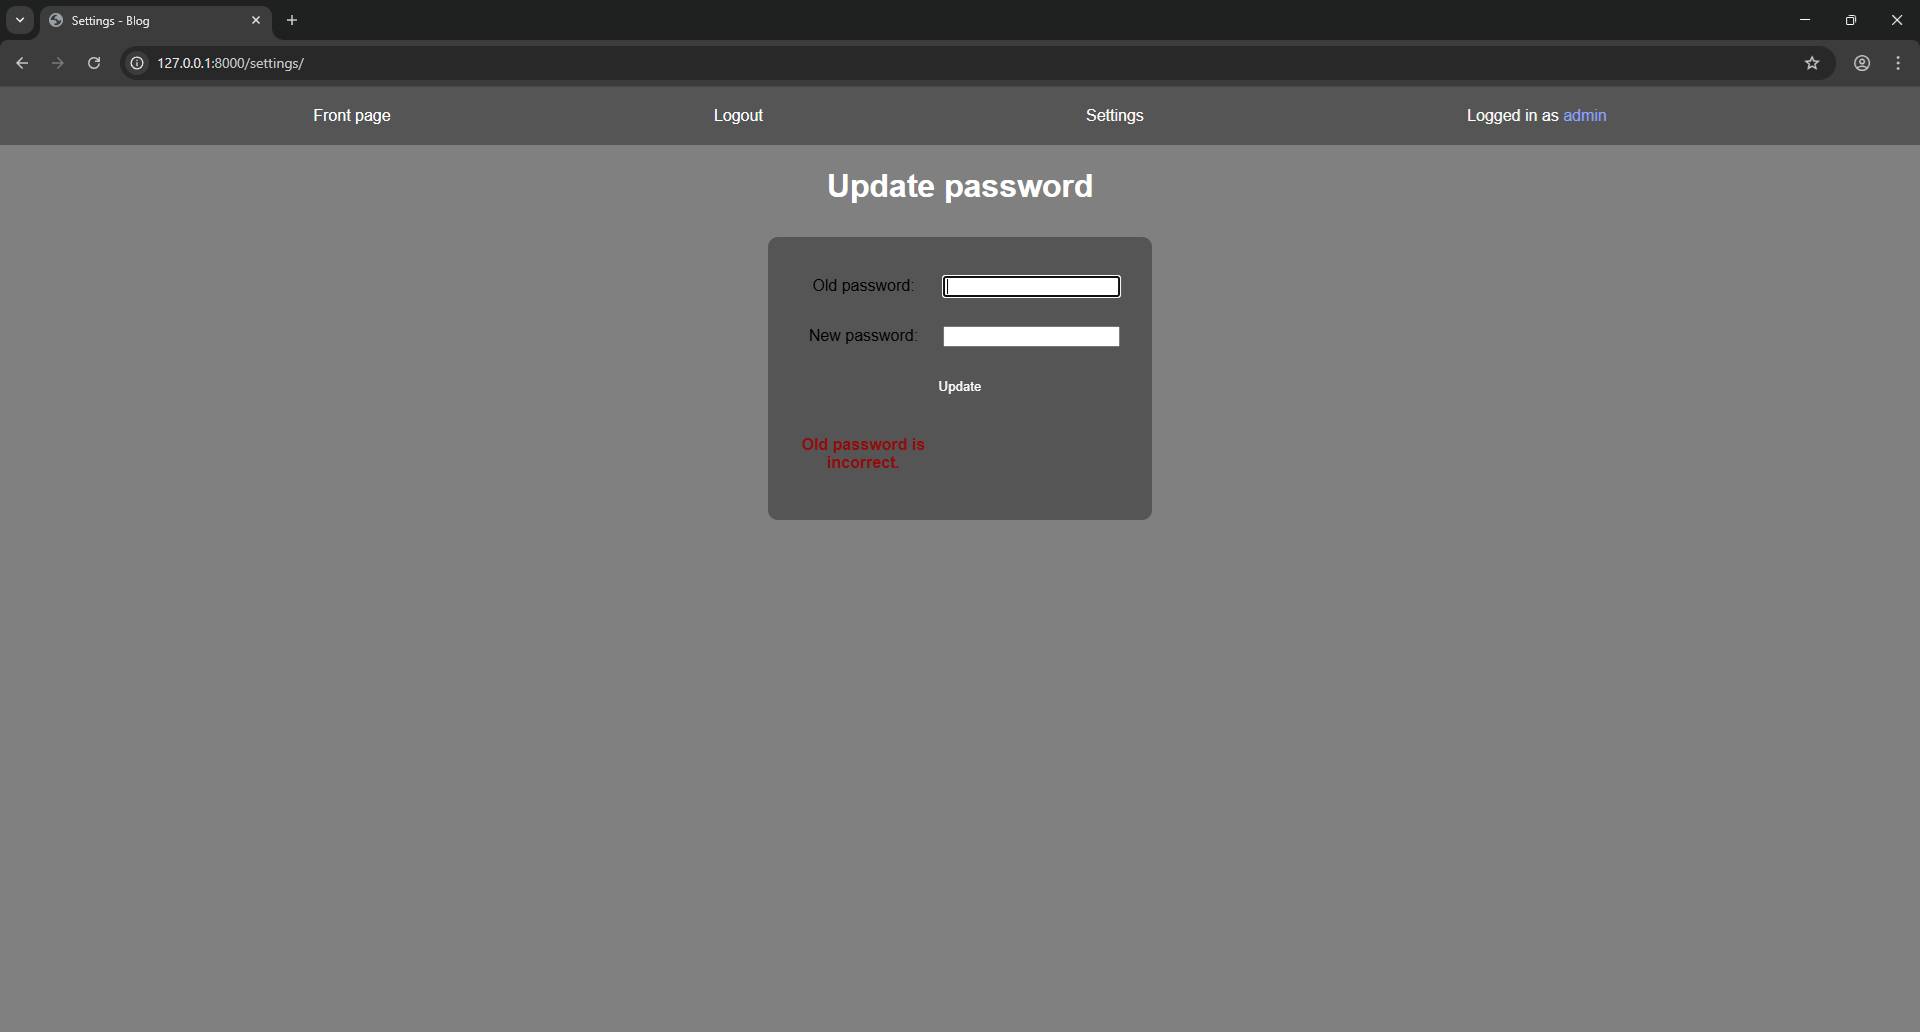 Settings - Blog
127.0.0.1:8000/settings/
Front page Logout Settings Logged in as admin
Update password
Old password:
New password:
Update
Old password is
incorrect.